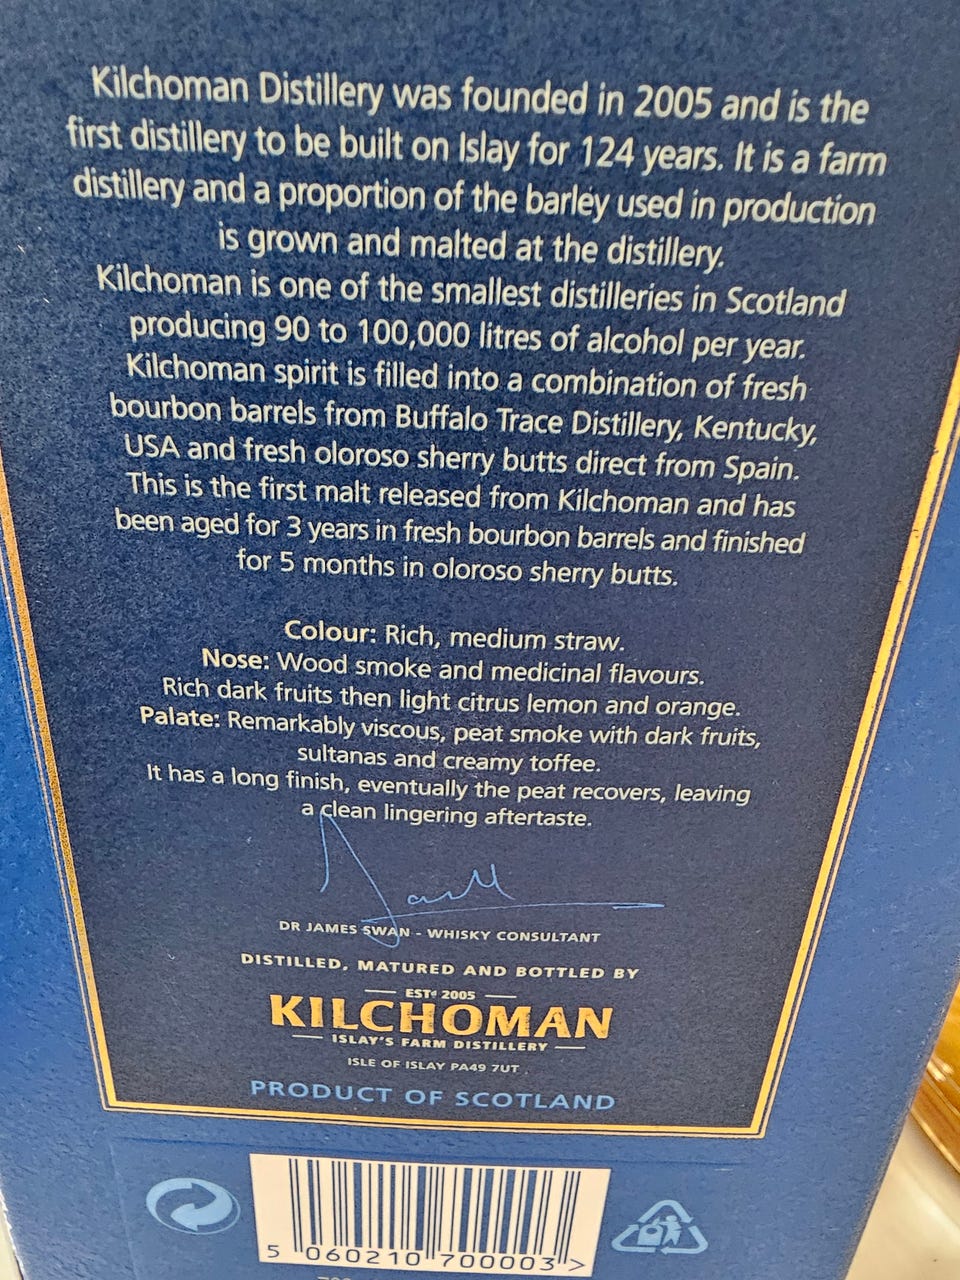 Kilchoman Distillery was founded in 2005 and is the
first distillery to be built on Islay for 124 years. It is a farm
distillery and a proportion of the barley used in production
is grown and malted at the distillery.
Kilchoman is one of the smallest distilleries in Scotland
producing 90 to 100,000 litres of alcohol per year.
Kilchoman spirit is filled into a combination of fresh
bourbon barrels from Buffalo Trace Distillery, Kentucky,
USA and fresh oloroso sherry butts direct from Spain.
This is the first malt released from Kilchoman and has
been aged for 3 years in fresh bourbon barrels and finished
for 5 months in oloroso sherry butts.
Colour: Rich, medium straw.
Nose: Wood smoke and medicinal flavours.
Rich dark fruits then light citrus lemon and orange.
Palate: Remarkably viscous, peat smoke with dark fruits,
sultanas and creamy toffee.
It has a long finish, eventually the peat recovers, leaving
a clean lingering aftertaste.
DR JAMES SWAN - WHISKY CONSULTANT
DISTILLED, MATURED AND BOTTLED BY
ESTd 2005
KILCHOMAN
ISLAY'S FARM DISTILLERY
ISLE OF ISLAY PA49 7UT
PRODUCT OF SCOTLAND
5 060210 700003 >